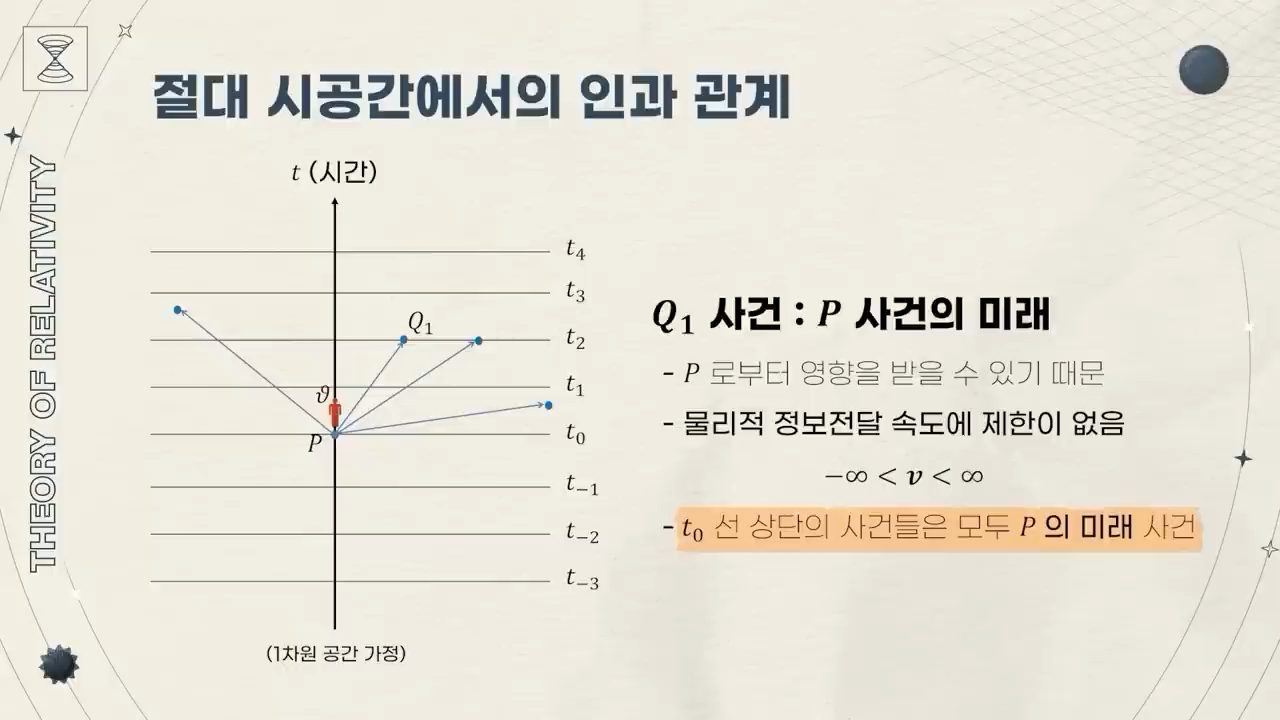 THEORY OF RELATIVITY
절대 시공간에서의 인과 관계
t (시간)
t₄
t₃
Q₁
t₂
t₁
ϑ
P
t₀
t₋₁
t₋₂
t₋₃
(1차원 공간 가정)
Q₁ 사건 : P 사건의 미래
- P 로부터 영향을 받을 수 있기 때문
- 물리적 정보전달 속도에 제한이 없음
−∞ < v < ∞
- t₀ 선 상단의 사건들은 모두 P 의 미래 사건